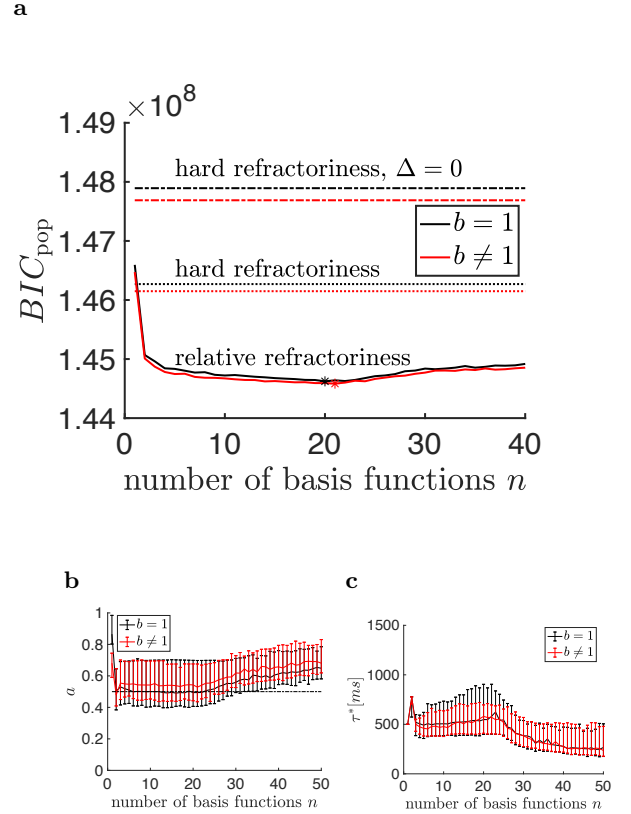 a
×10⁸
1.49
1.48
1.47
1.46
1.45
1.44
BIC_pop
hard refractoriness, Δ = 0
b = 1
b ≠ 1
hard refractoriness
relative refractoriness
0 10 20 30 40
number of basis functions n
b
1
0.8
0.6
0.4
0.2
0
a
b = 1
b ≠ 1
0 10 20 30 40 50
number of basis functions n
c
1500
1000
500
0
τ*[ms]
b = 1
b ≠ 1
0 10 20 30 40 50
number of basis functions n